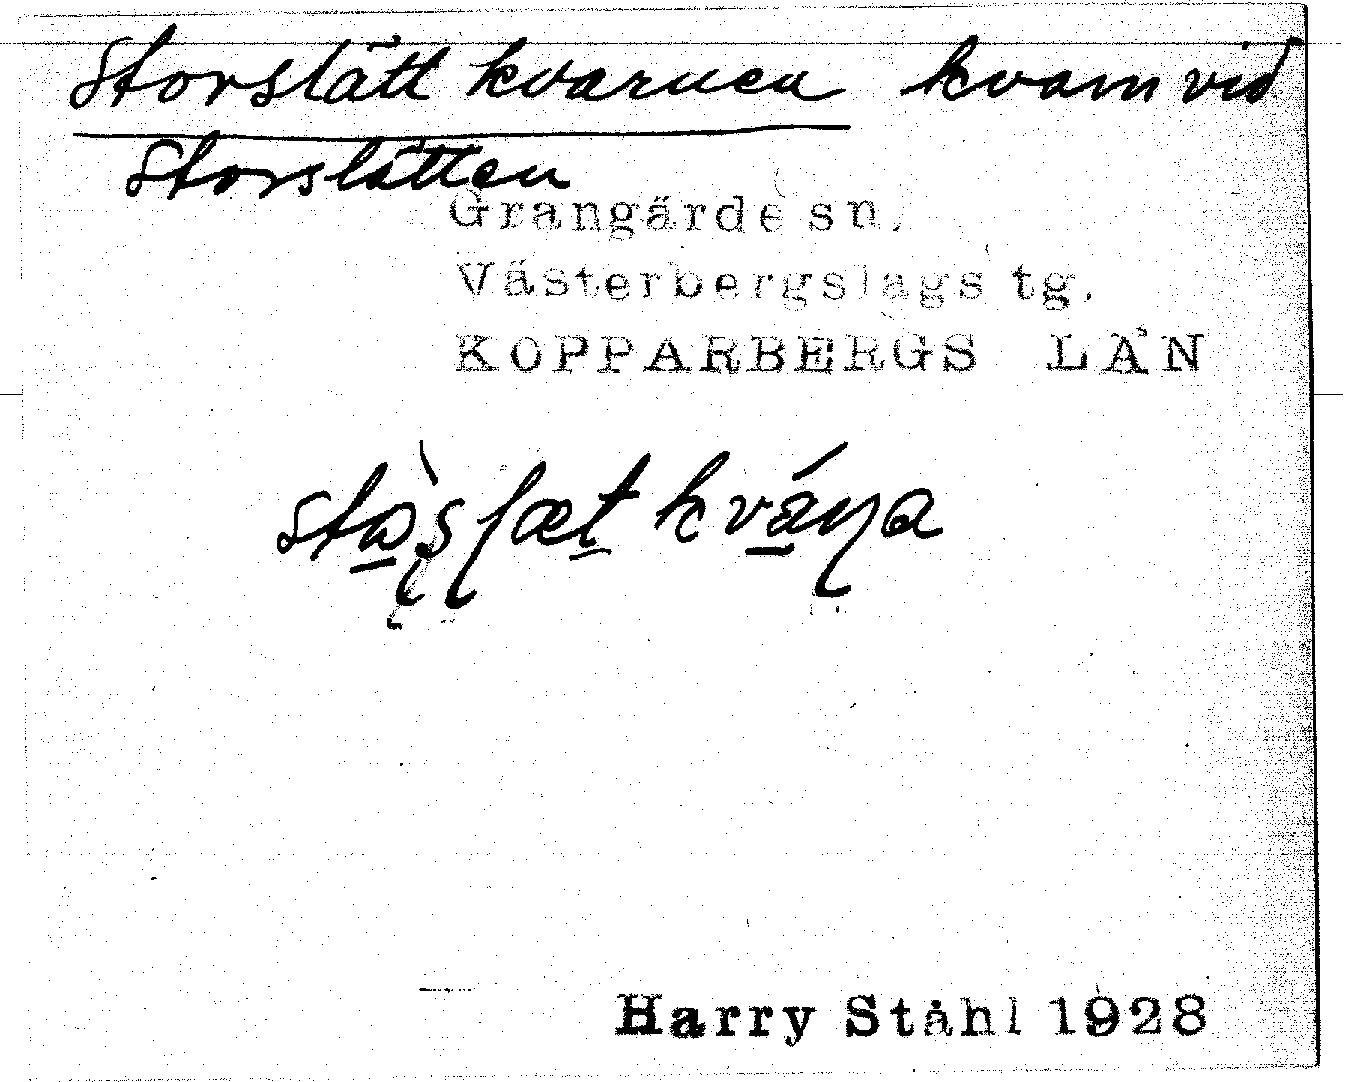 Storslätt kvarnen kvarn vid
Storslätten
Grangärde sn.
Västerbergslags tg.
KOPPARBERGS LÄN
Harry Ståhl 1928